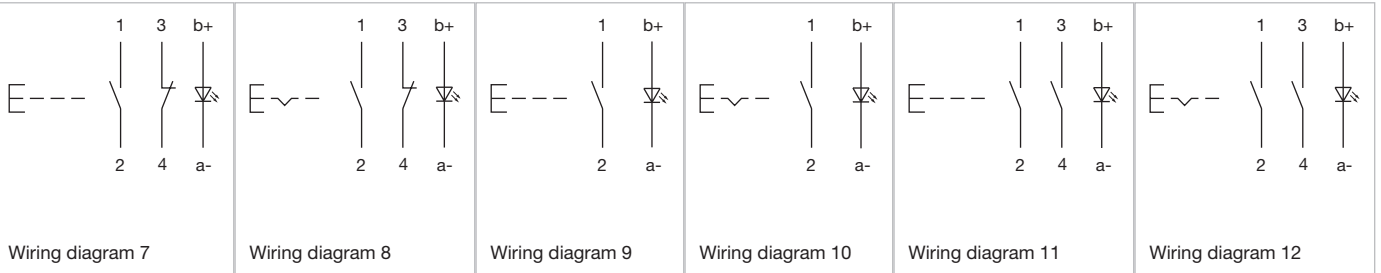 1 3 b+
2 4 a-
Wiring diagram 7
1 3 b+
2 4 a-
Wiring diagram 8
1 b+
2 a-
Wiring diagram 9
1 b+
2 a-
Wiring diagram 10
1 3 b+
2 4 a-
Wiring diagram 11
1 3 b+
2 4 a-
Wiring diagram 12